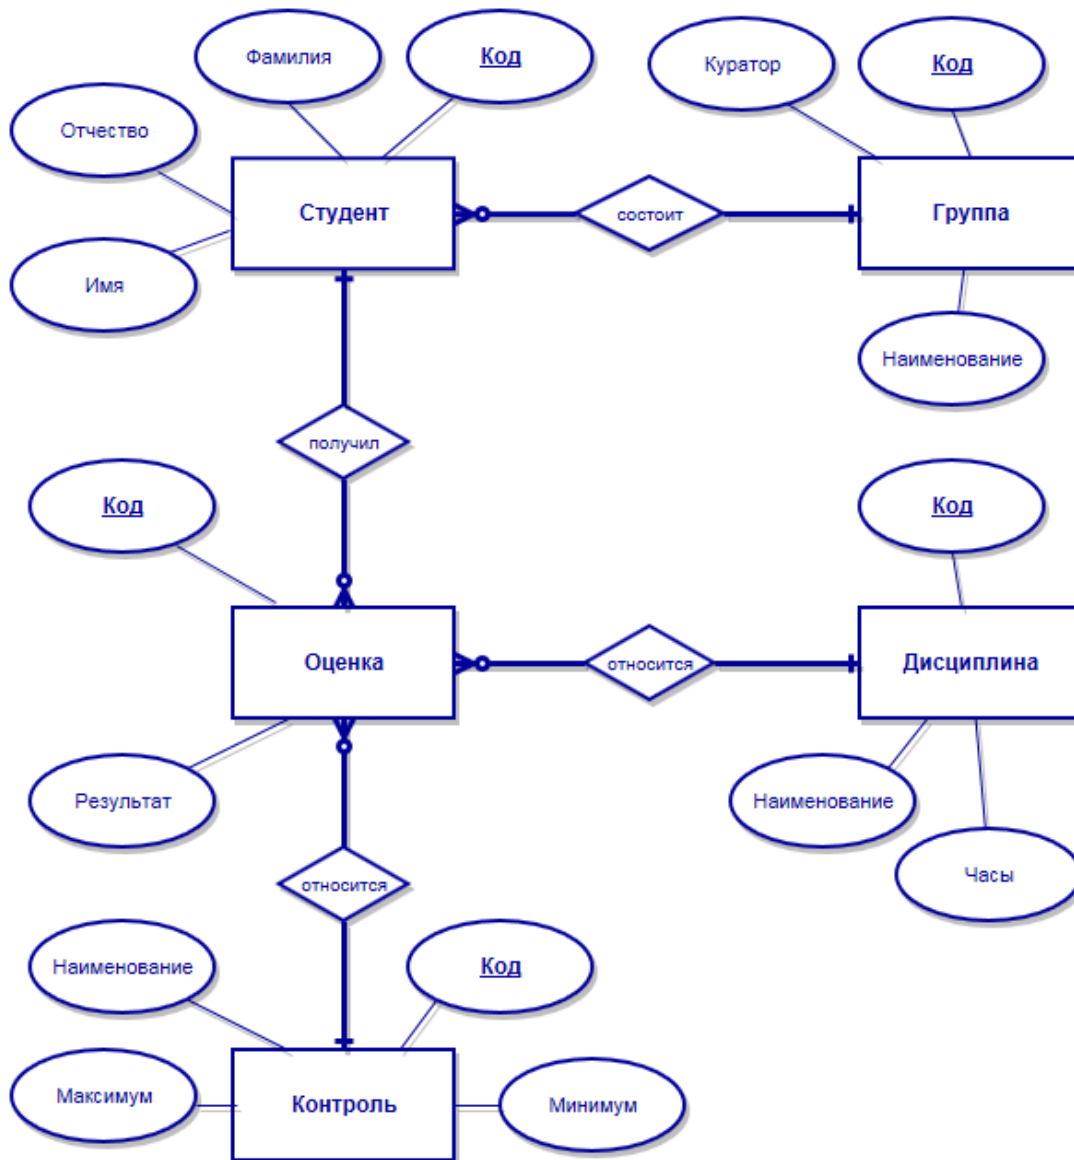 Фамилия
Код
Куратор
Код
Отчество
Студент
состоит
Группа
Имя
Наименование
получил
Код
Код
Оценка
относится
Дисциплина
Результат
Наименование
Часы
относится
Наименование
Код
Максимум
Контроль
Минимум